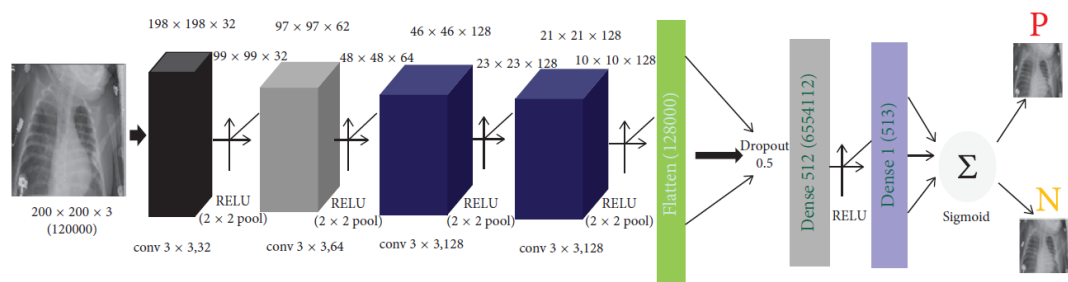 198 × 198 × 32
99 × 99 × 32
97 × 97 × 62
48 × 48 × 64
46 × 46 × 128
23 × 23 × 128
21 × 21 × 128
10 × 10 × 128
200 × 200 × 3
(120000)
RELU
(2 × 2 pool)
conv 3 × 3,32
RELU
(2 × 2 pool)
conv 3 × 3,64
RELU
(2 × 2 pool)
conv 3 × 3,128
RELU
(2 × 2 pool)
conv 3 × 3,128
Flatten (128000)
Dropout
0.5
Dense 512 (6554112)
RELU
Dense 1 (513)
Σ
Sigmoid
P
N